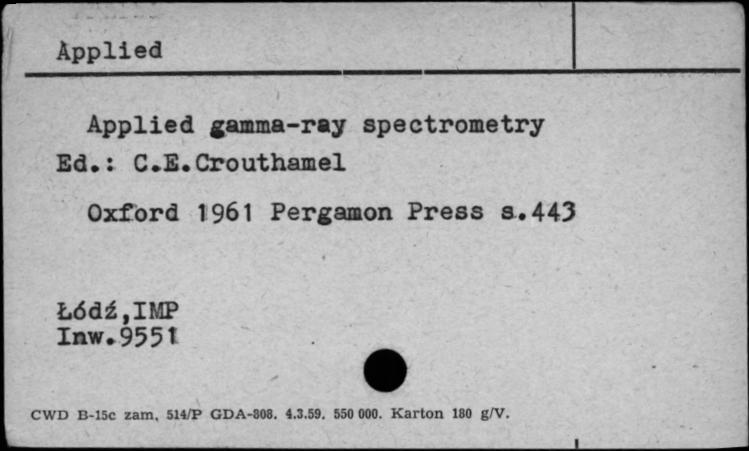 Applied
Applied gamma-ray spectrometry
Ed.: C.E.Crouthamel
Oxford 1961 Pergamon Press s.443
Łódź,IMP
Inw.9551
CWD B-15c zam, 514/P GDA-808. 4.3.59. 550 000. Karton 180 g/V.